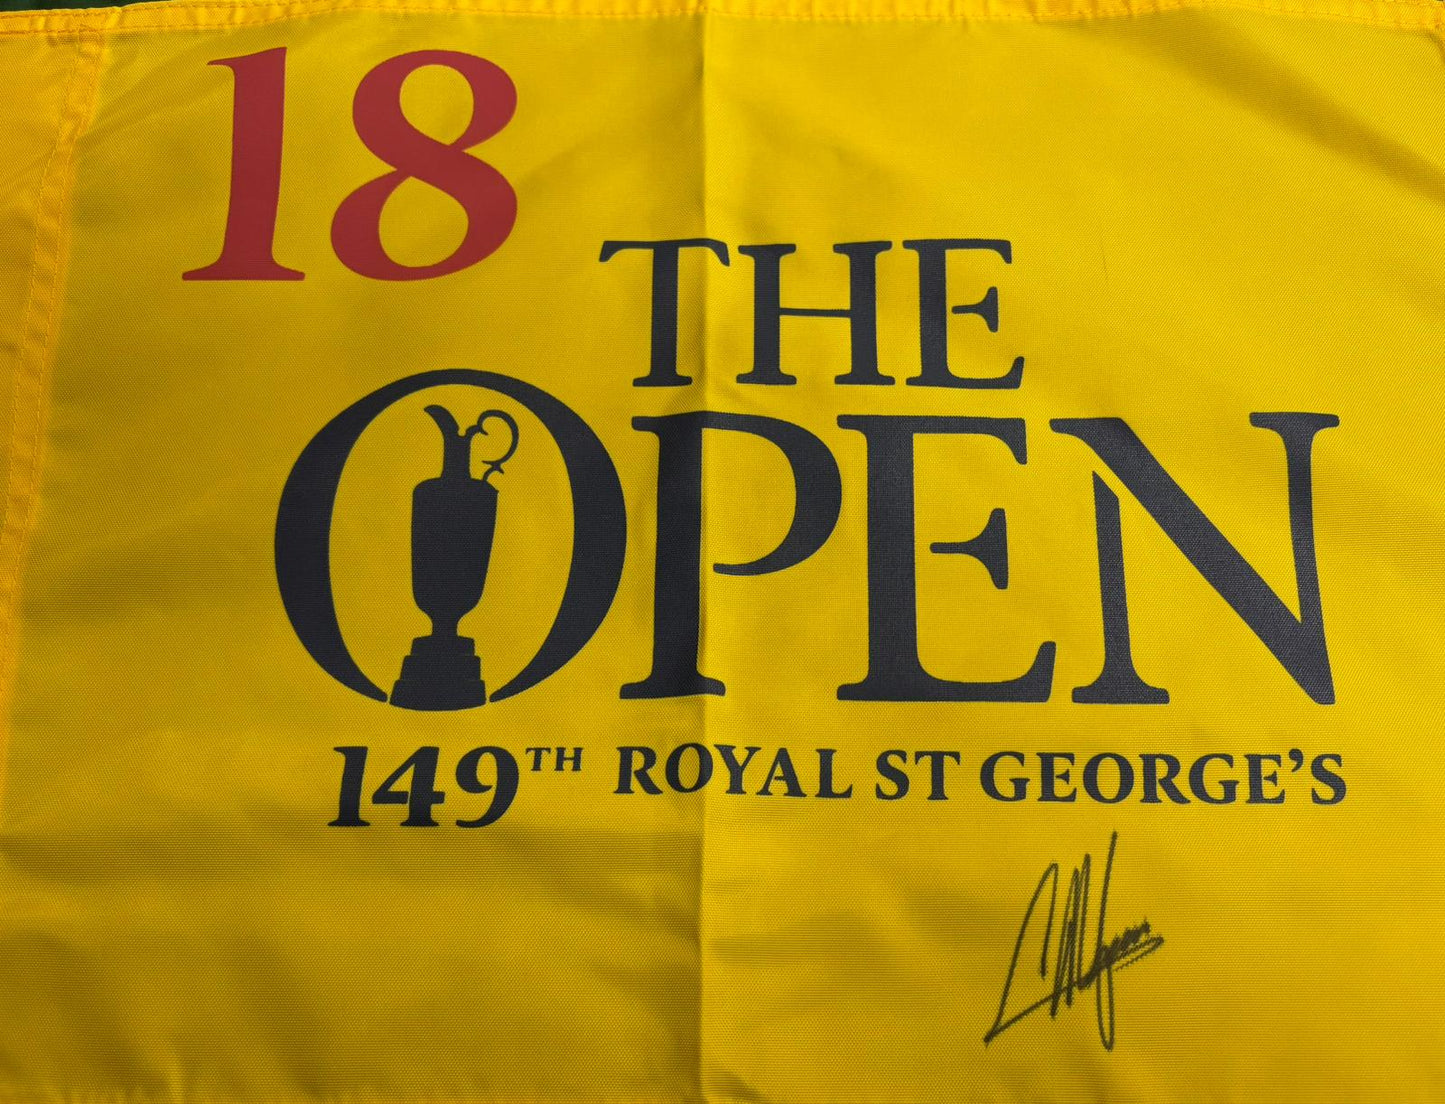 18
THE
OPEN
149TH ROYAL ST GEORGE'S